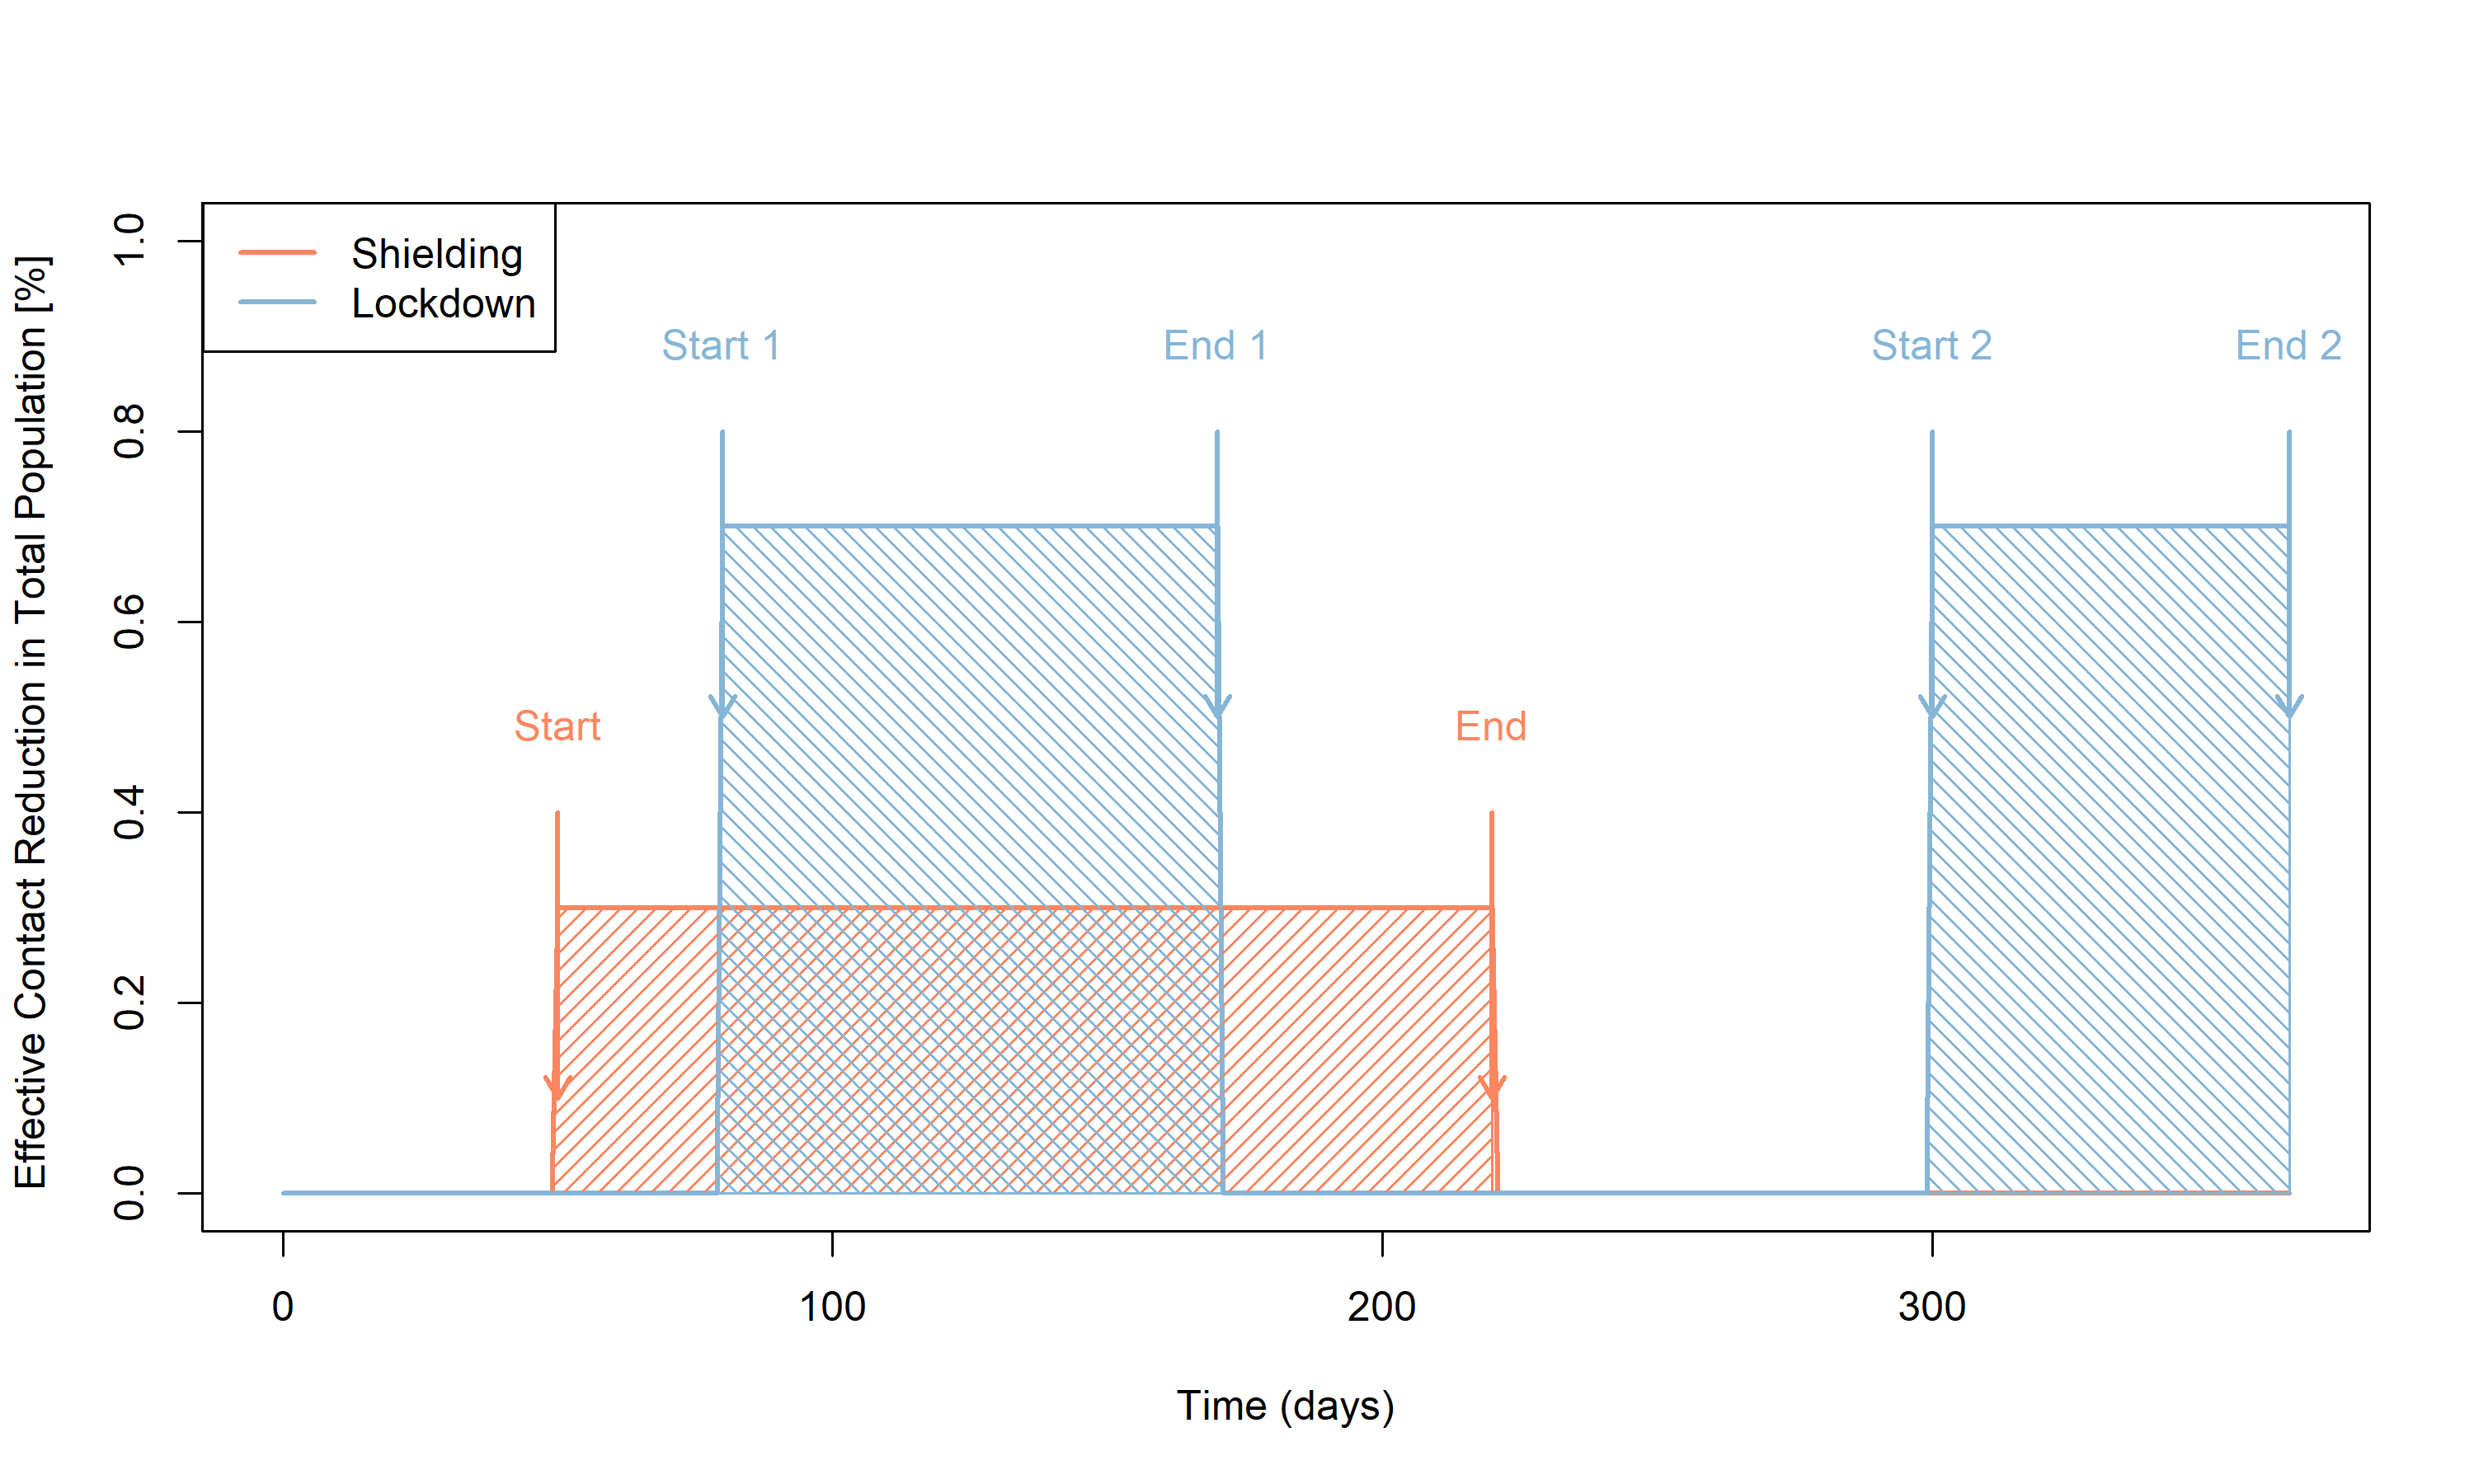 Shielding
Lockdown
Start 1
End 1
Start 2
End 2
Start
End
Effective Contact Reduction in Total Population [%]
1.0
0.8
0.6
0.4
0.2
0.0
0
100
200
300
Time (days)